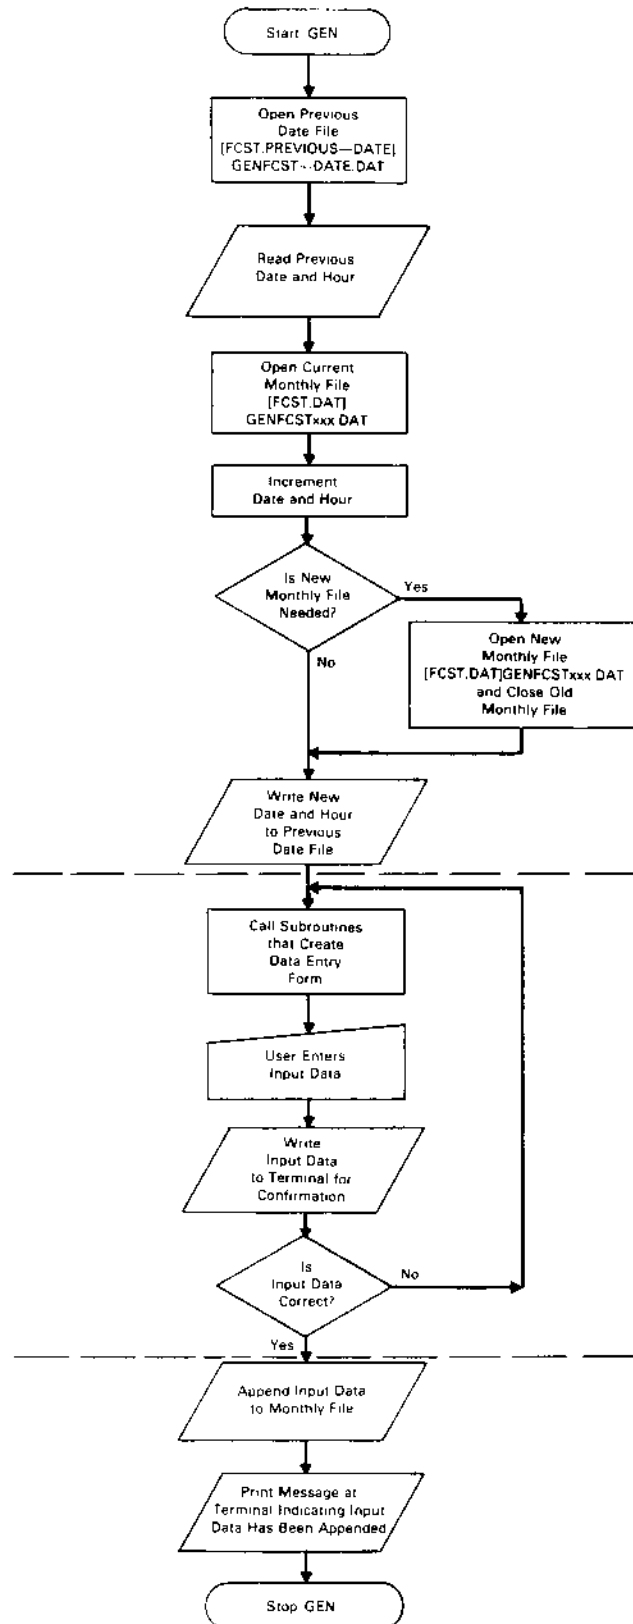 Start GEN
Open Previous
Date File
[FCST.PREVIOUS—DATE]
GENFCST--DATE.DAT
Read Previous
Date and Hour
Open Current
Monthly File
[FCST.DAT]
GENFCSTxxx DAT
Increment
Date and Hour
Is New
Monthly File
Needed?
Yes
No
Open New
Monthly File
[FCST.DAT]GENFCSTxxx DAT
and Close Old
Monthly File
Write New
Date and Hour
to Previous
Date File
Call Subroutines
that Create
Data Entry
Form
User Enters
Input Data
Write
Input Data
to Terminal for
Confirmation
Is
Input Data
Correct?
No
Yes
Append Input Data
to Monthly File
Print Message at
Terminal Indicating Input
Data Has Been Appended
Stop GEN